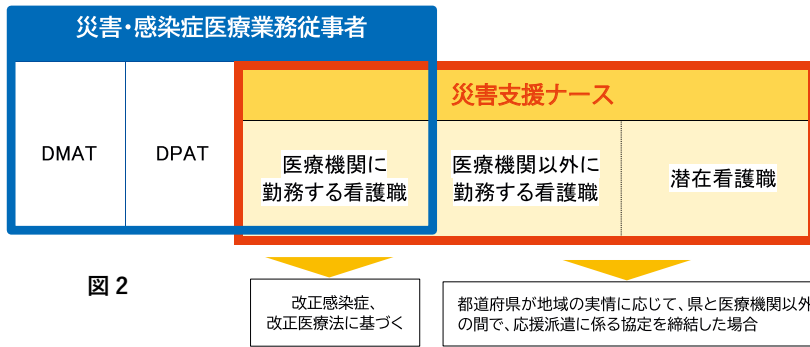 災害・感染症医療業務従事者
災害支援ナース
DMAT
DPAT
医療機関に
勤務する看護職
医療機関以外に
勤務する看護職
潜在看護職
図2
改正感染症、
改正医療法に基づく
都道府県が地域の実情に応じて、県と医療機関以外
の間で、応援派遣に係る協定を締結した場合